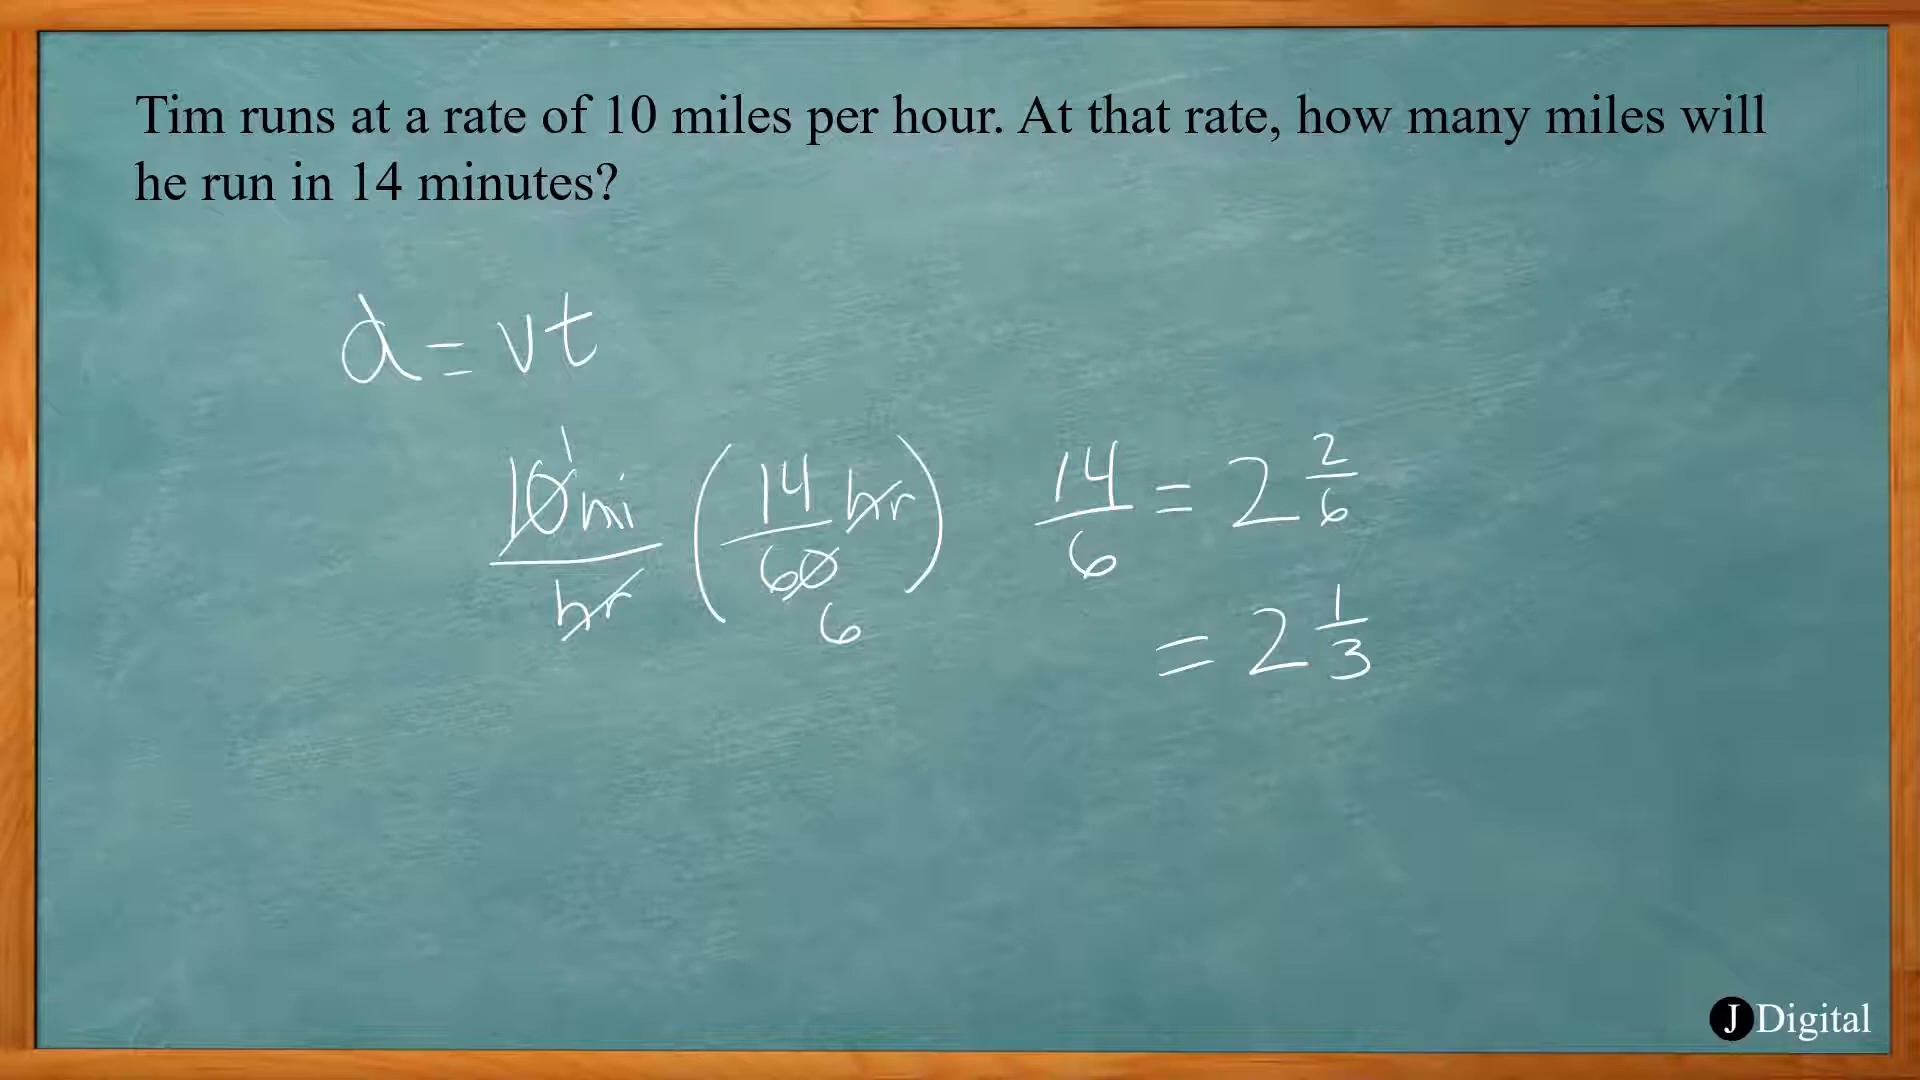 Tim runs at a rate of 10 miles per hour. At that rate, how many miles will
he run in 14 minutes?
d = vt
10 mi/hr (14/60 hr) 14/6 = 2 2/6
1
6
= 2 1/3
J Digital